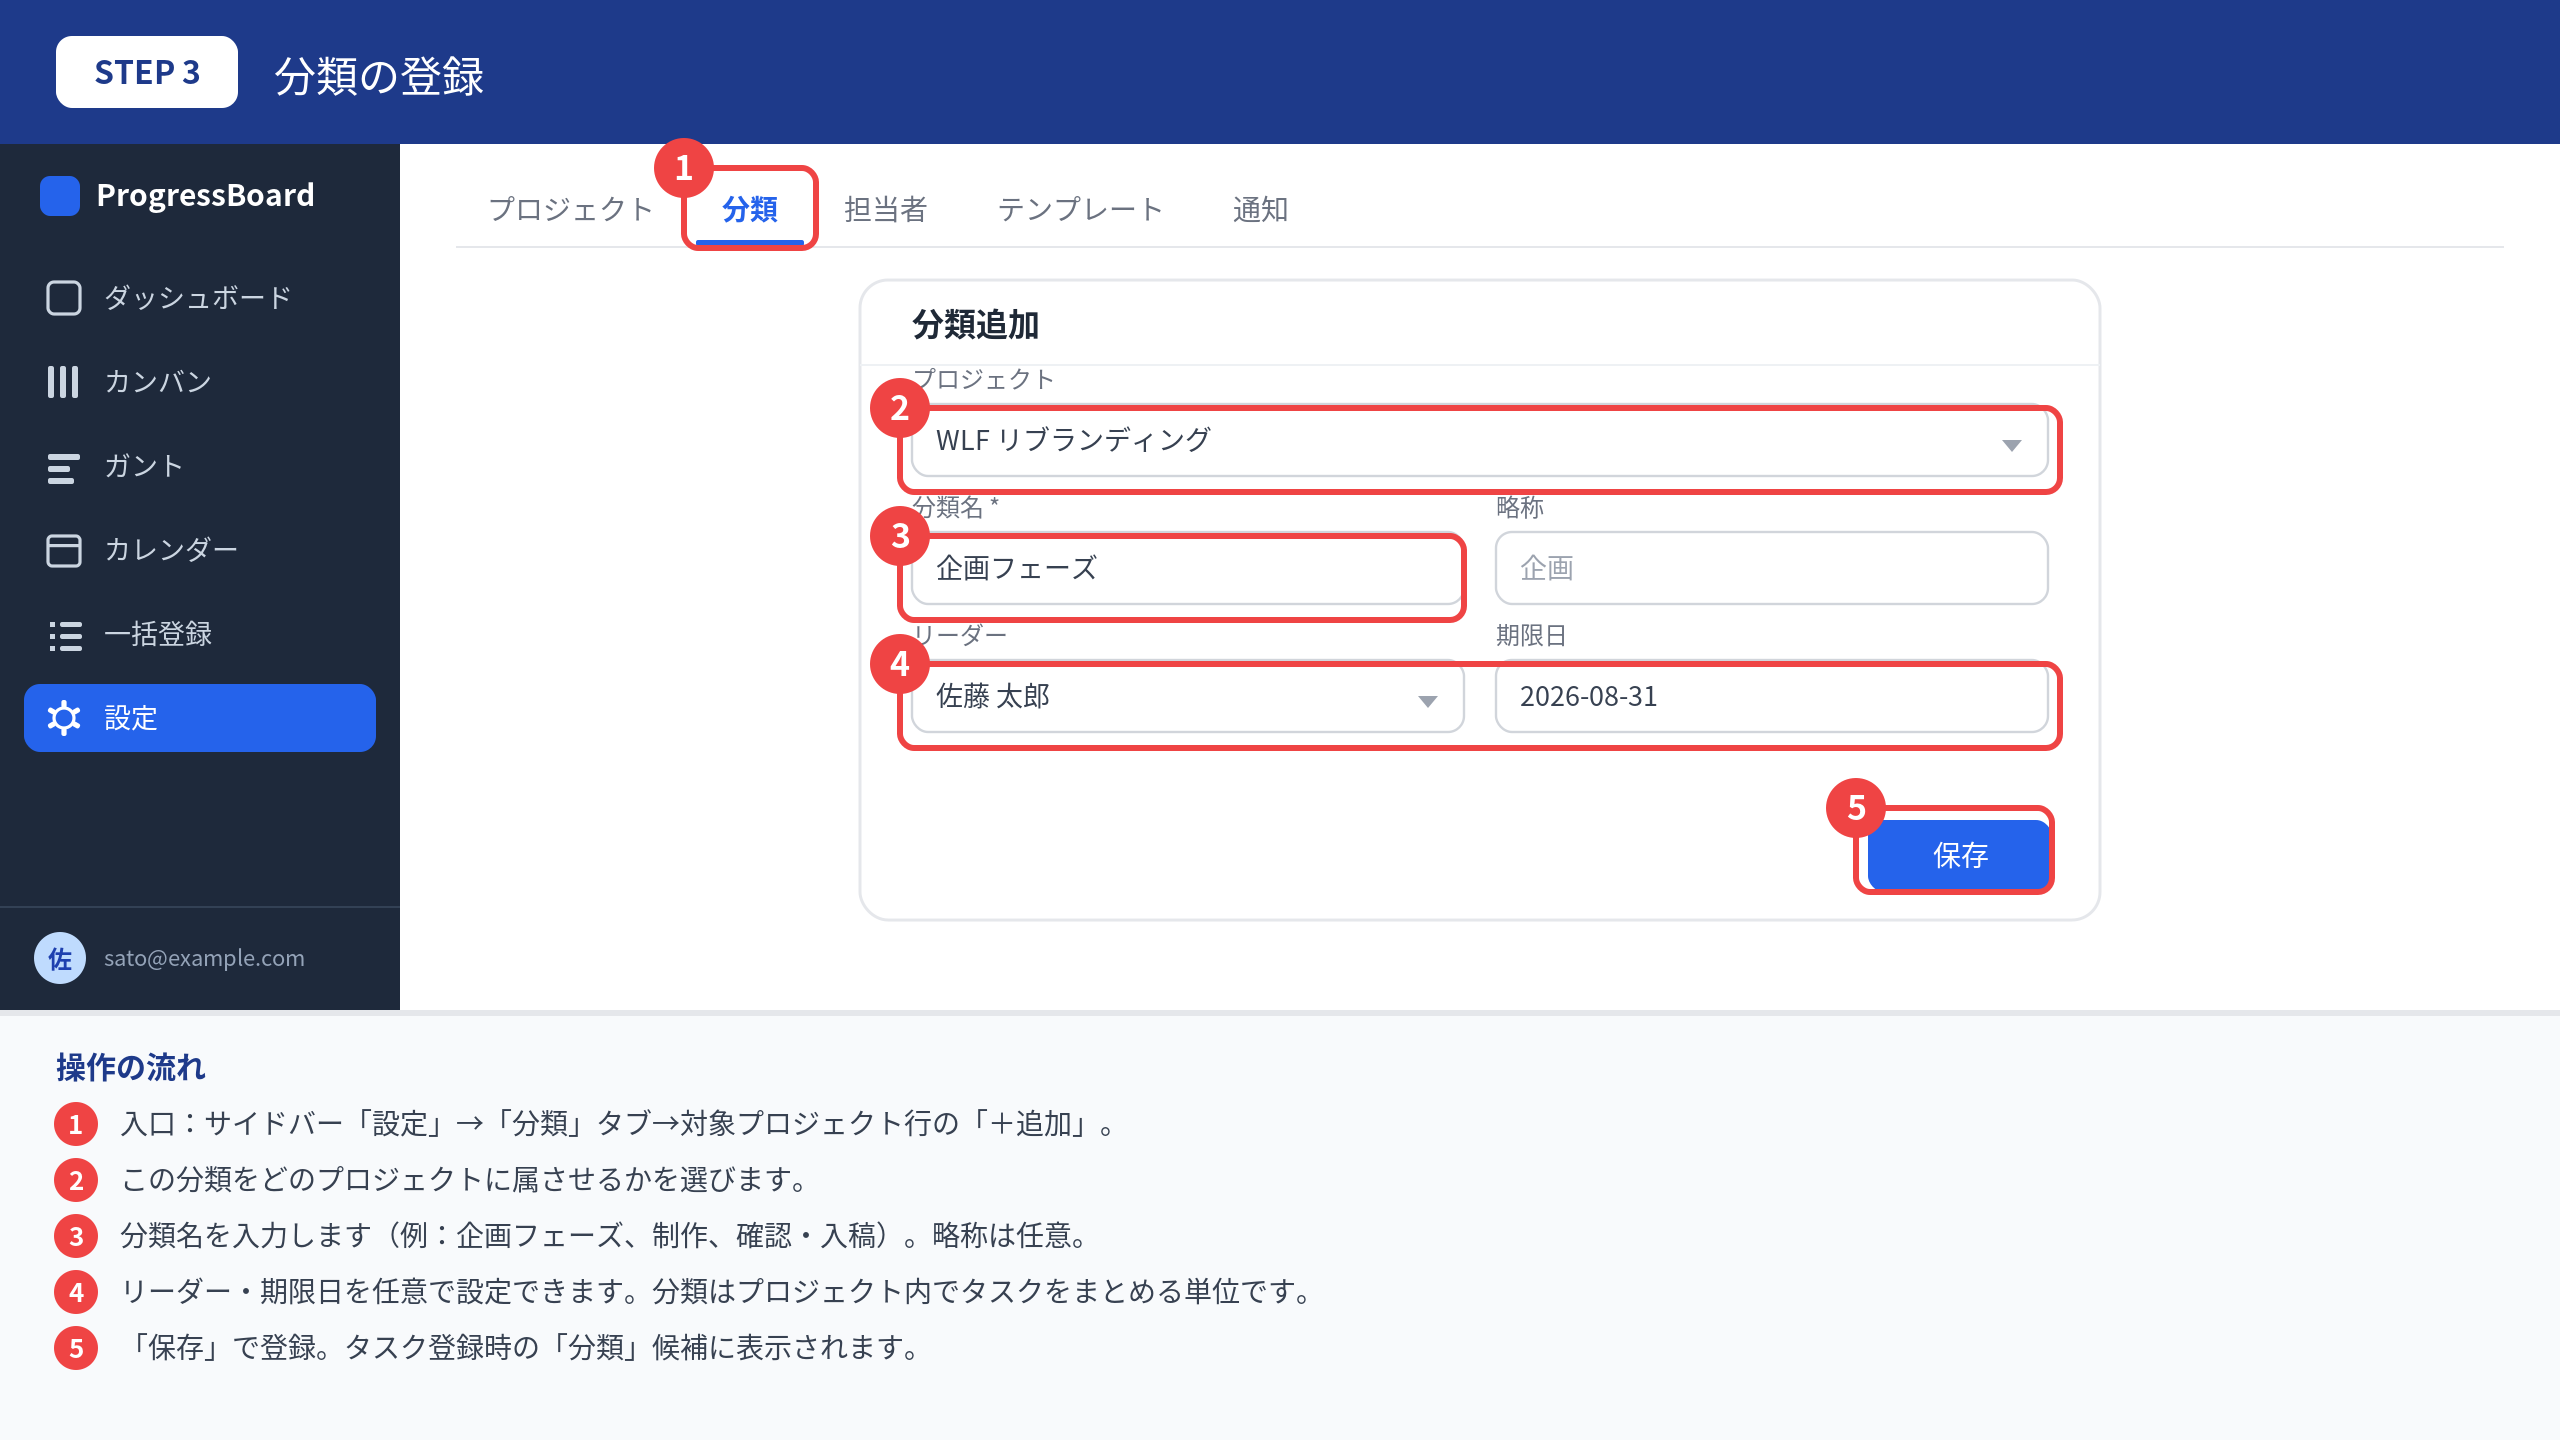 STEP 3 分類の登録
ProgressBoard
ダッシュボード
カンバン
ガント
カレンダー
一括登録
設定
佐 sato@example.com
1
プロジェクト 分類 担当者 テンプレート 通知
分類追加
プロジェクト
2
WLF リブランディング
分類名 * 略称
3
企画フェーズ 企画
リーダー 期限日
4
佐藤 太郎 2026-08-31
5
保存
操作の流れ
1 入口：サイドバー「設定」→「分類」タブ→対象プロジェクト行の「＋追加」。
2 この分類をどのプロジェクトに属させるかを選びます。
3 分類名を入力します（例：企画フェーズ、制作、確認・入稿）。略称は任意。
4 リーダー・期限日を任意で設定できます。分類はプロジェクト内でタスクをまとめる単位です。
5 「保存」で登録。タスク登録時の「分類」候補に表示されます。